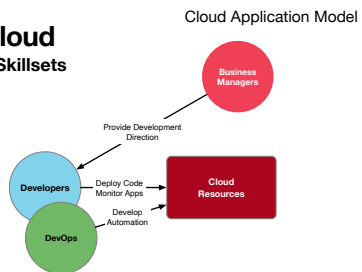 Cloud Application Model
loud
Skillsets
Business
Managers
Provide Development
Direction
Developers
Deploy Code
Monitor Apps
Cloud
Resources
Develop
Automation
DevOps